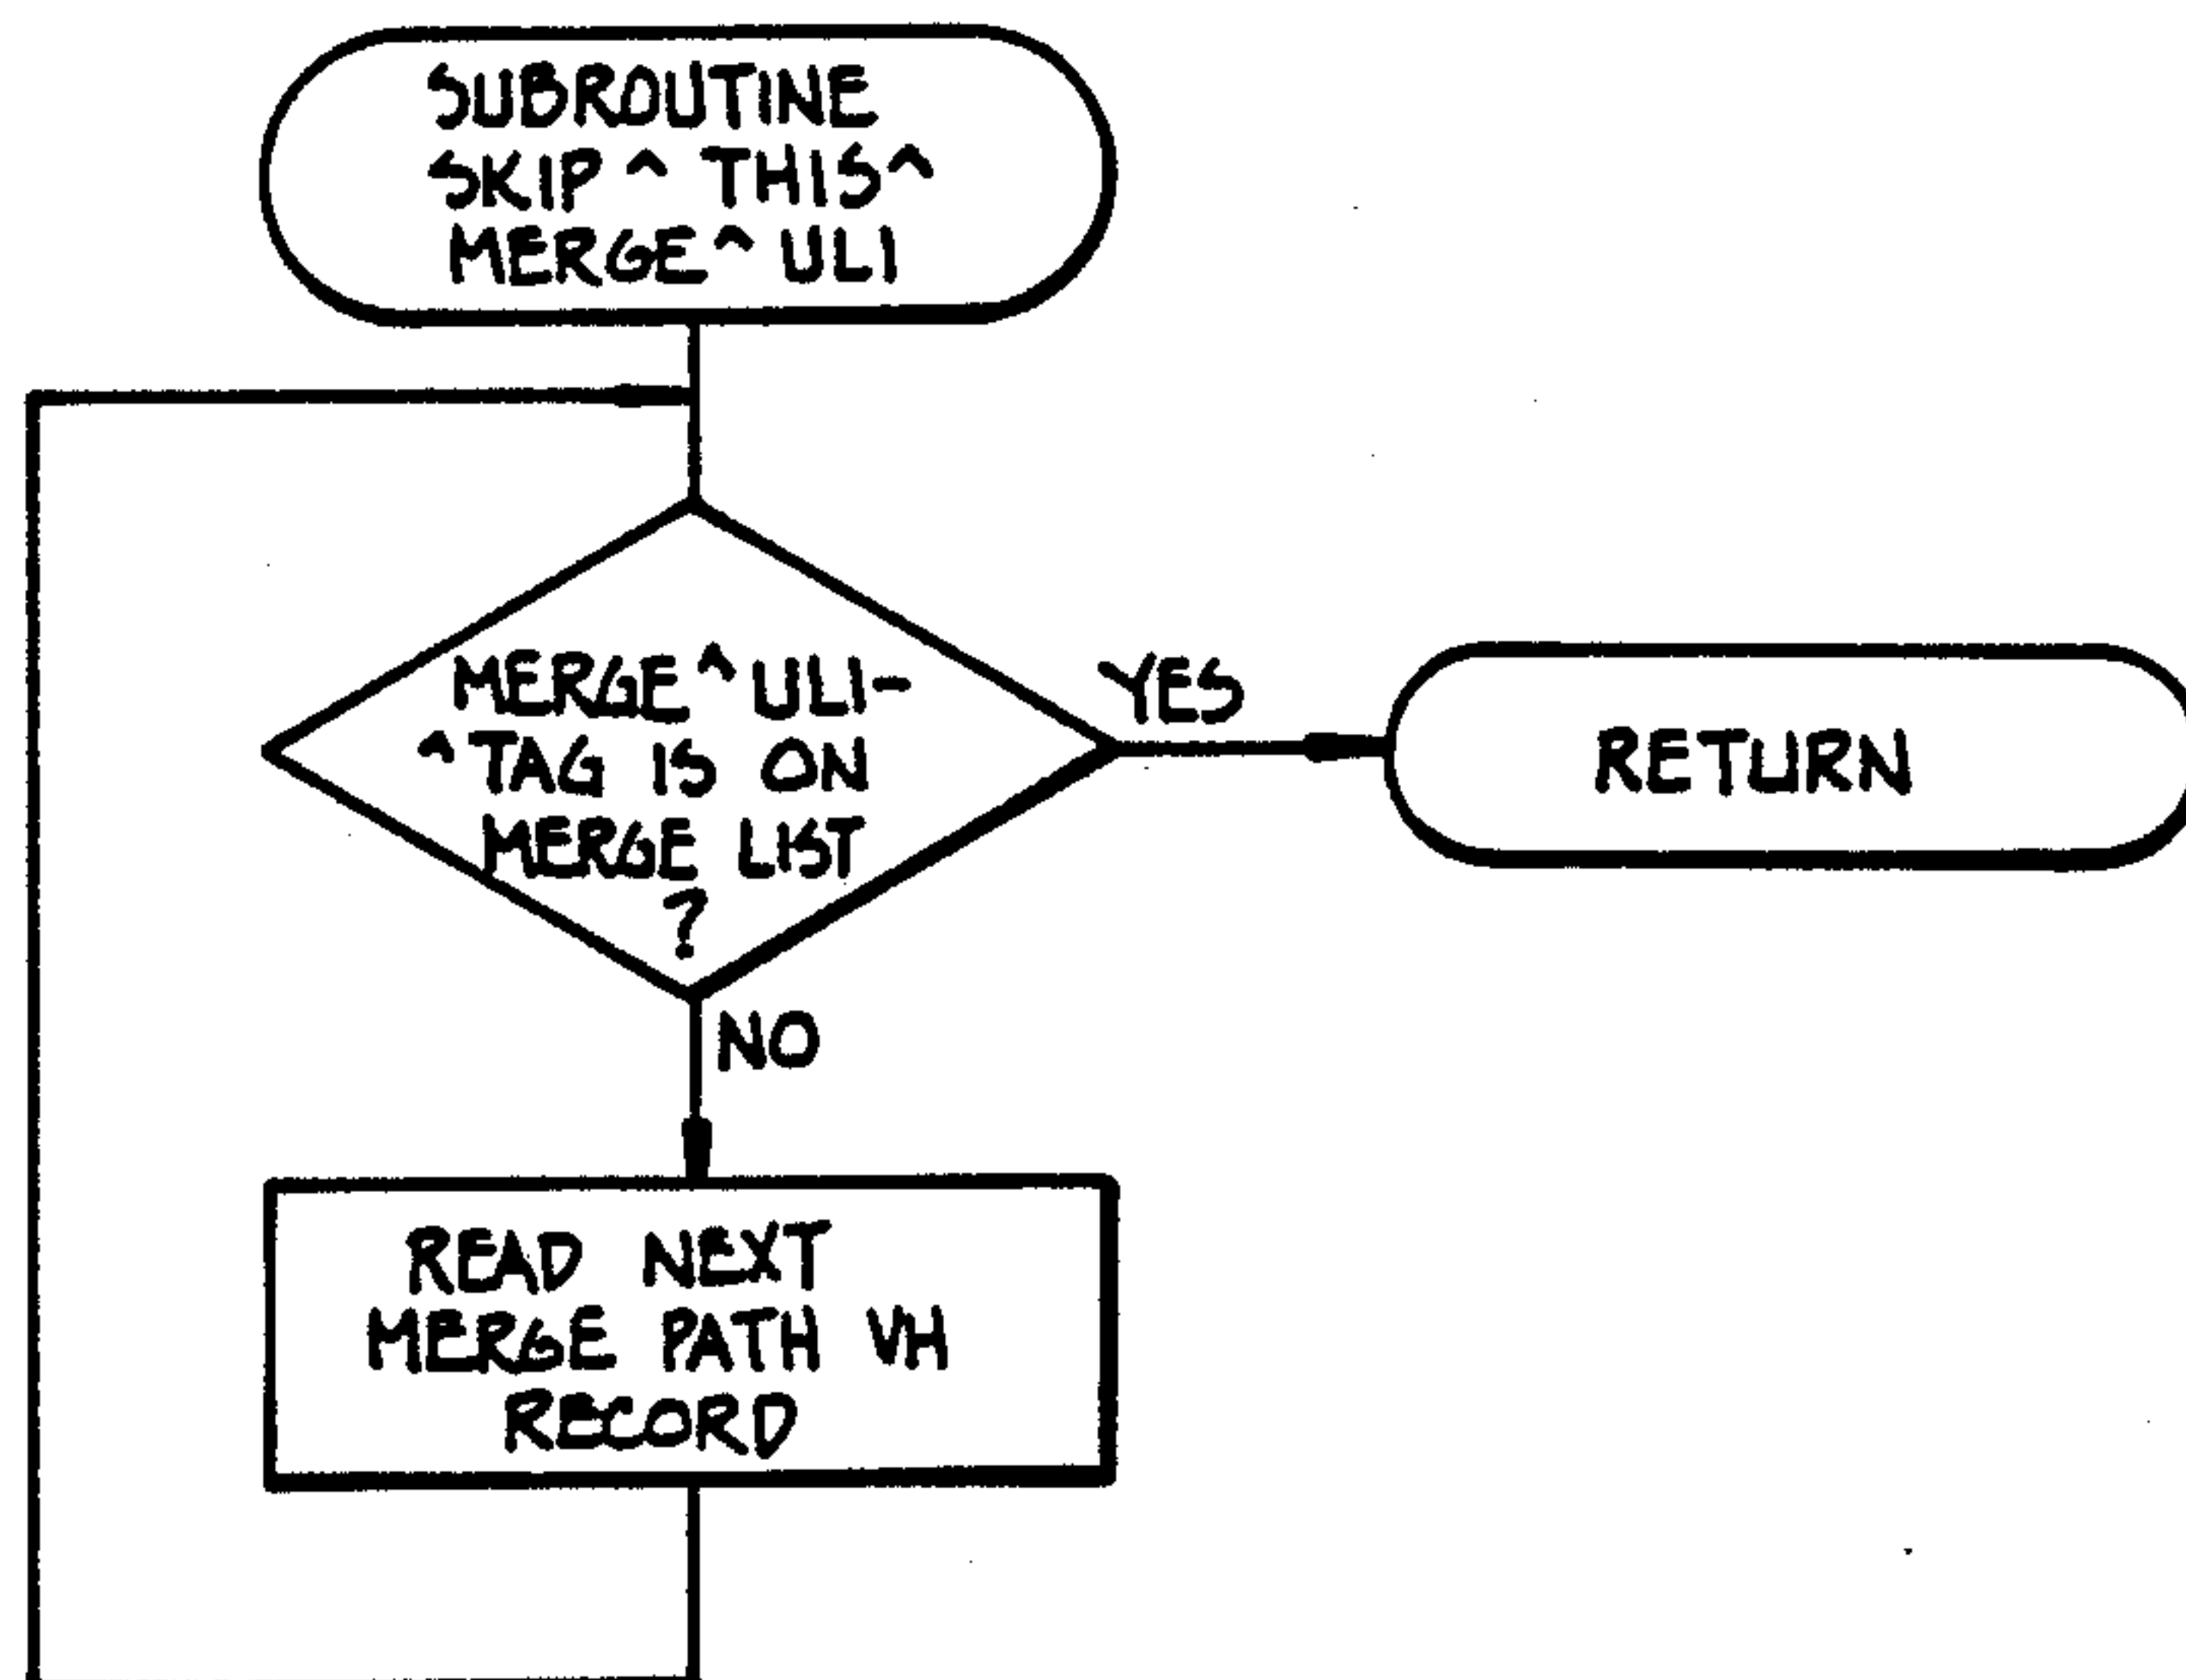 SUBROUTINE
SKIP ^ THIS ^
MERGE ^ ULI
MERGE ^ ULI-
^ TAG IS ON
MERGE LIST
?
YES
RETURN
NO
READ NEXT
MERGE PATH VH
RECORD